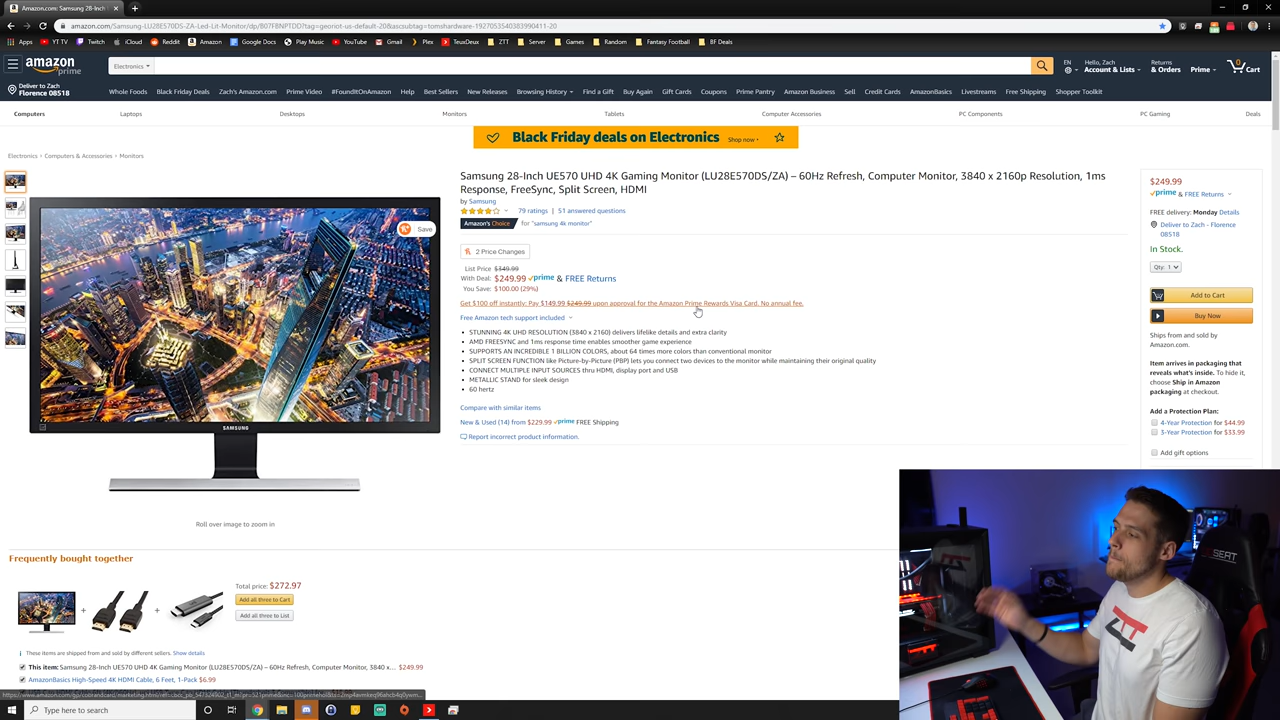 Amazon.com: Samsung 28-Inch
amazon.com/Samsung-LU28E570DS-ZA-Led-Lit-Monitor/dp/B07FBNPTDD?tag=georiot-us-default-20&ascsubtag=tomshardware-1927053540383990411-20
Apps YT TV Twitch iCloud Reddit Amazon Google Docs Play Music YouTube Gmail Plex TeuxDeux ZTT Server Games Random Fantasy Football BF Deals
amazon prime
Electronics
EN Hello, Zach Account & Lists
Returns & Orders
Prime
0 Cart
Deliver to Zach
Florence 08518
Whole Foods Black Friday Deals Zach's Amazon.com Prime Video #FoundItOnAmazon Help Best Sellers New Releases Browsing History Find a Gift Buy Again Gift Cards Coupons Prime Pantry Amazon Business Sell Credit Cards AmazonBasics Livestreams Free Shipping Shopper Toolkit
Computers Laptops Desktops Monitors Tablets Computer Accessories PC Components PC Gaming Deals
Black Friday deals on Electronics Shop now ›
Electronics › Computers & Accessories › Monitors
Save
SAMSUNG
Roll over image to zoom in
Samsung 28-Inch UE570 UHD 4K Gaming Monitor (LU28E570DS/ZA) – 60Hz Refresh, Computer Monitor, 3840 x 2160p Resolution, 1ms
Response, FreeSync, Split Screen, HDMI
by Samsung
79 ratings | 51 answered questions
Amazon's Choice for "samsung 4k monitor"
2 Price Changes
List Price $349.99
With Deal: $249.99 prime & FREE Returns
You Save: $100.00 (29%)
Get $100 off instantly: Pay $149.99 $249.99 upon approval for the Amazon Prime Rewards Visa Card. No annual fee.
Free Amazon tech support included
• STUNNING 4K UHD RESOLUTION (3840 x 2160) delivers lifelike details and extra clarity
• AMD FREESYNC and 1ms response time enables smoother game experience
• SUPPORTS AN INCREDIBLE 1 BILLION COLORS, about 64 times more colors than conventional monitor
• SPLIT SCREEN FUNCTION like Picture-by-Picture (PBP) lets you connect two devices to the monitor while maintaining their original quality
• CONNECT MULTIPLE INPUT SOURCES thru HDMI, display port and USB
• METALLIC STAND for sleek design
• 60 hertz
Compare with similar items
New & Used (14) from $229.99 prime FREE Shipping
Report incorrect product information.
$249.99
prime & FREE Returns
FREE delivery: Monday Details
Deliver to Zach - Florence
08518
In Stock.
Qty: 1
Add to Cart
Buy Now
Ships from and sold by
Amazon.com.
Item arrives in packaging that
reveals what's inside. To hide it,
choose Ship in Amazon
packaging at checkout.
Add a Protection Plan:
4-Year Protection for $44.99
3-Year Protection for $33.99
Add gift options
Frequently bought together
+ +
Total price: $272.97
Add all three to Cart
Add all three to List
These items are shipped from and sold by different sellers. Show details
This item: Samsung 28-Inch UE570 UHD 4K Gaming Monitor (LU28E570DS/ZA) – 60Hz Refresh, Computer Monitor, 3840 x… $249.99
AmazonBasics High-Speed 4K HDMI Cable, 6 Feet, 1-Pack $6.99
Type here to search